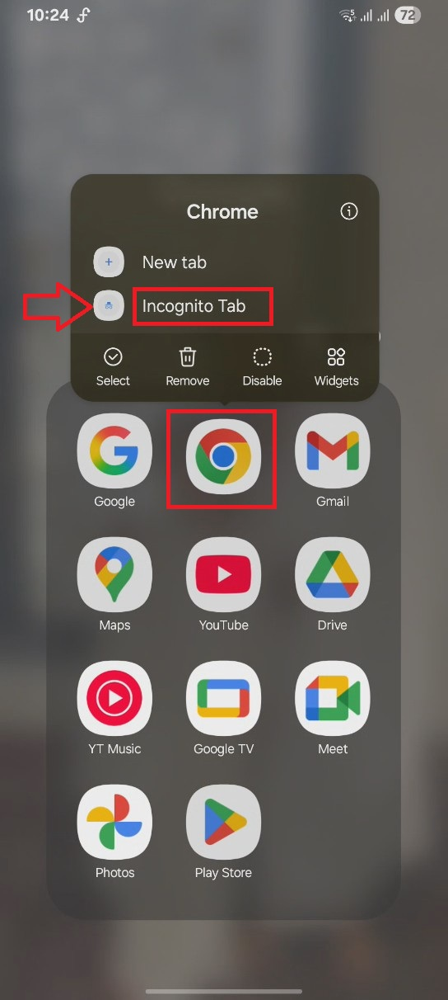 10:24
72
Chrome
New tab
Incognito Tab
Select Remove Disable Widgets
Google Gmail
Maps YouTube Drive
YT Music Google TV Meet
Photos Play Store